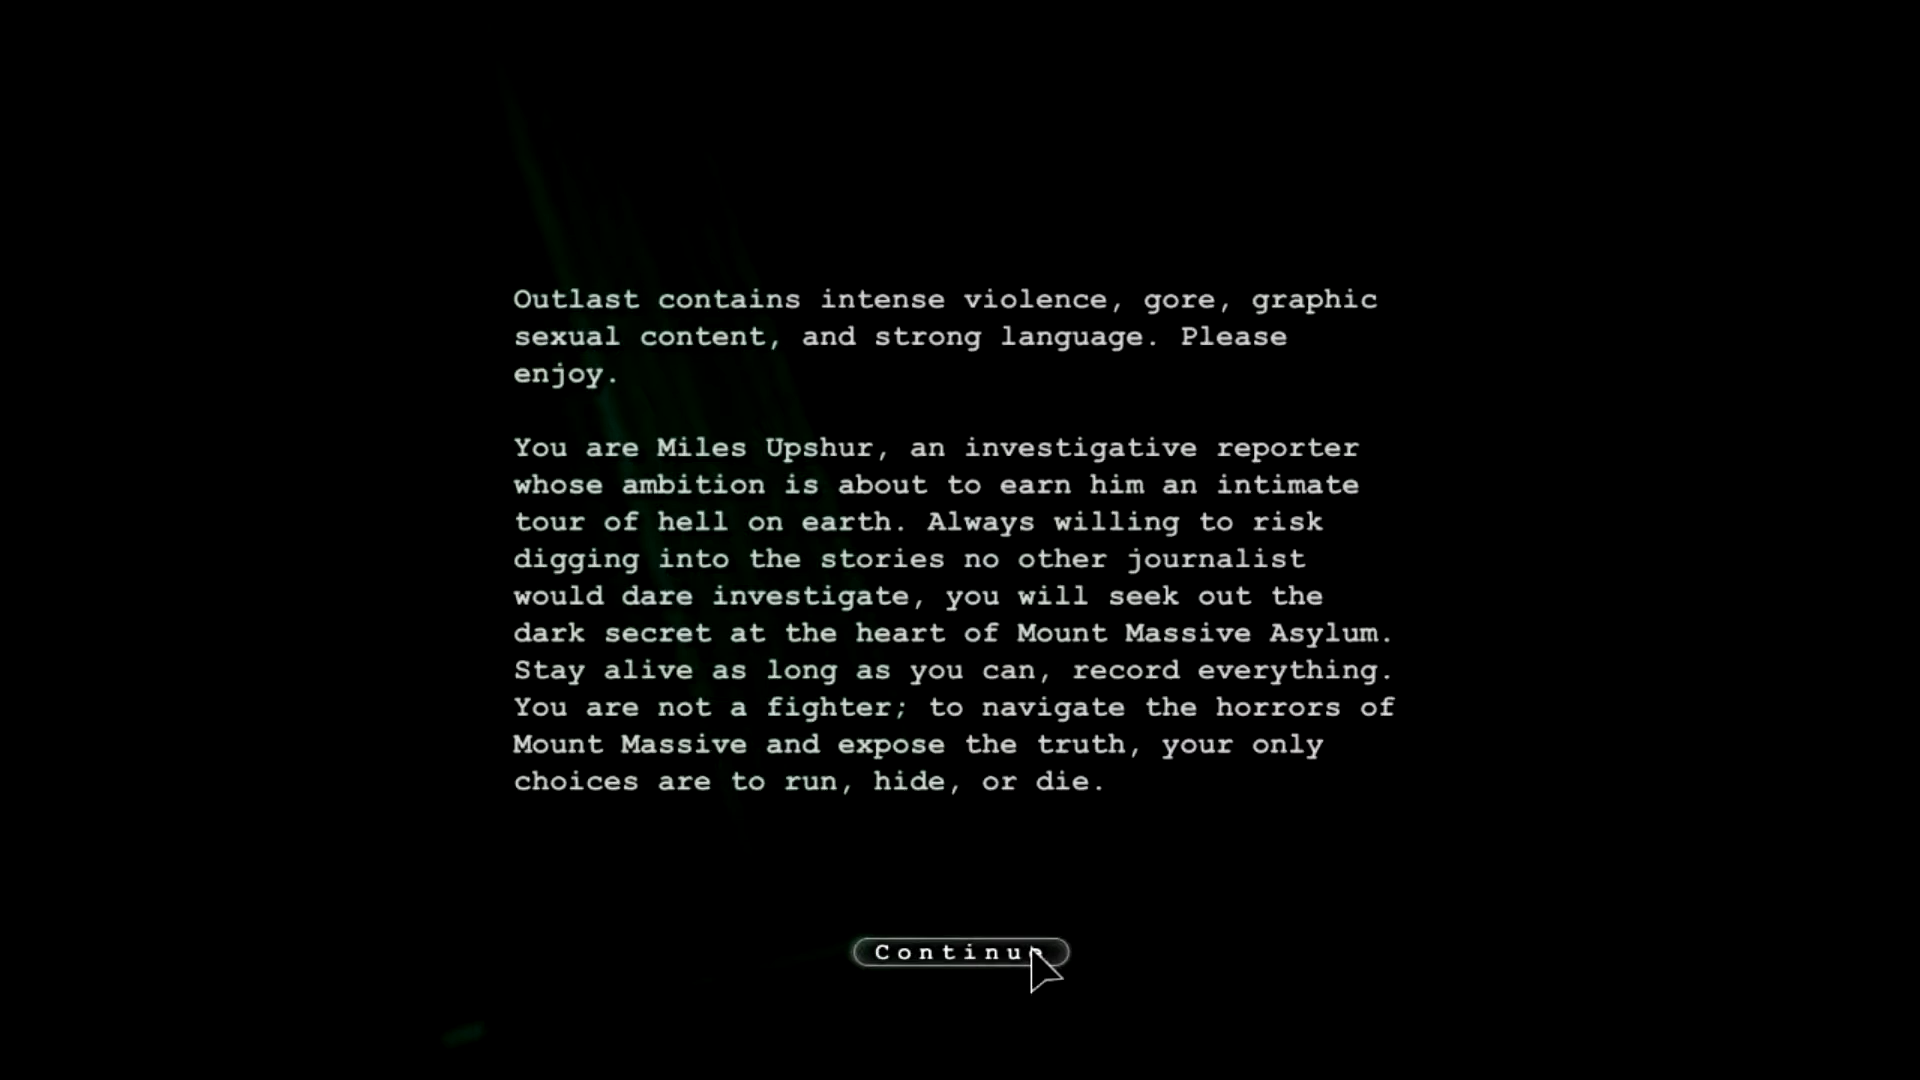 Outlast contains intense violence, gore, graphic
sexual content, and strong language. Please
enjoy.
You are Miles Upshur, an investigative reporter
whose ambition is about to earn him an intimate
tour of hell on earth. Always willing to risk
digging into the stories no other journalist
would dare investigate, you will seek out the
dark secret at the heart of Mount Massive Asylum.
Stay alive as long as you can, record everything.
You are not a fighter; to navigate the horrors of
Mount Massive and expose the truth, your only
choices are to run, hide, or die.
Continue